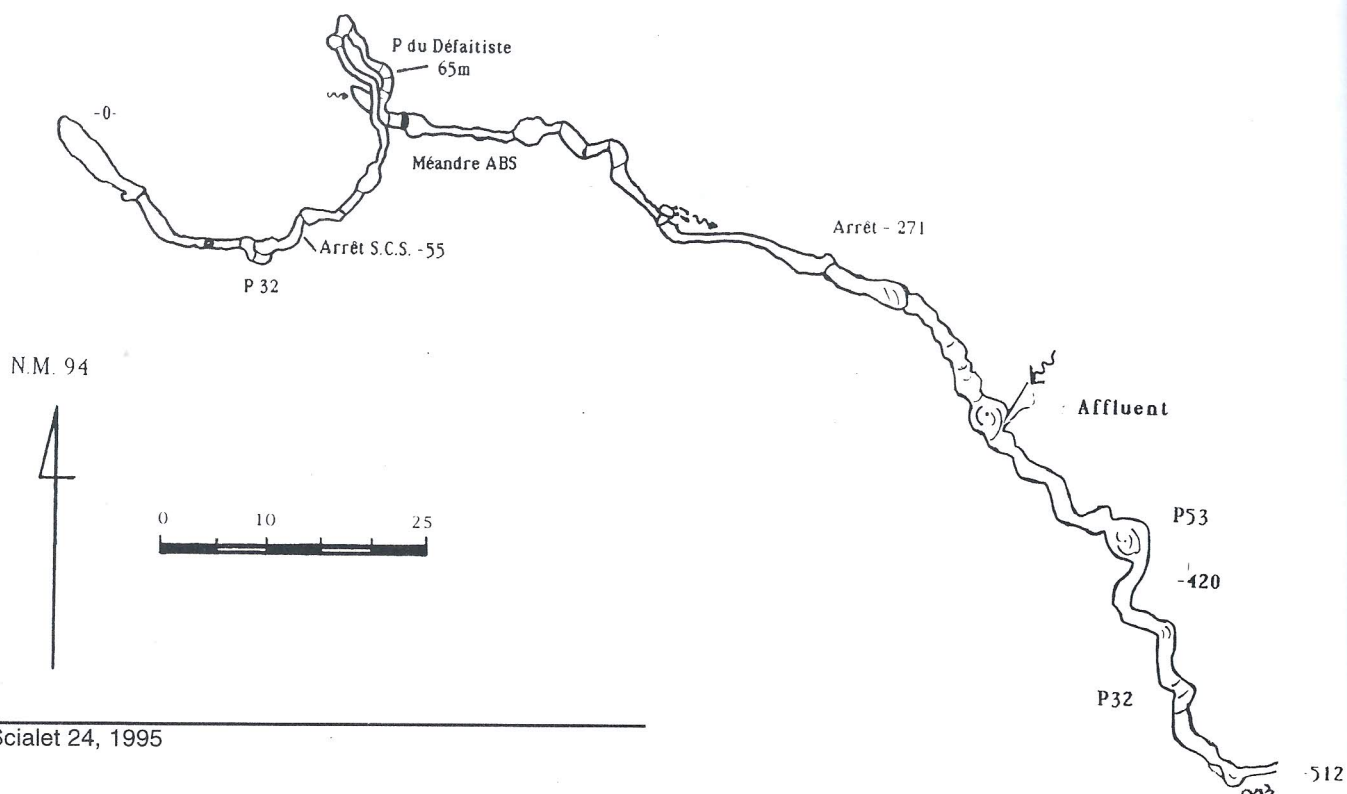 P du Défaitiste
65m
-0-
Méandre ABS
Arrêt S.C.S. -55
P 32
Arrêt - 271
N.M. 94
Affluent
0 10 25
P53
-420
P32
-512
Scialet 24, 1995